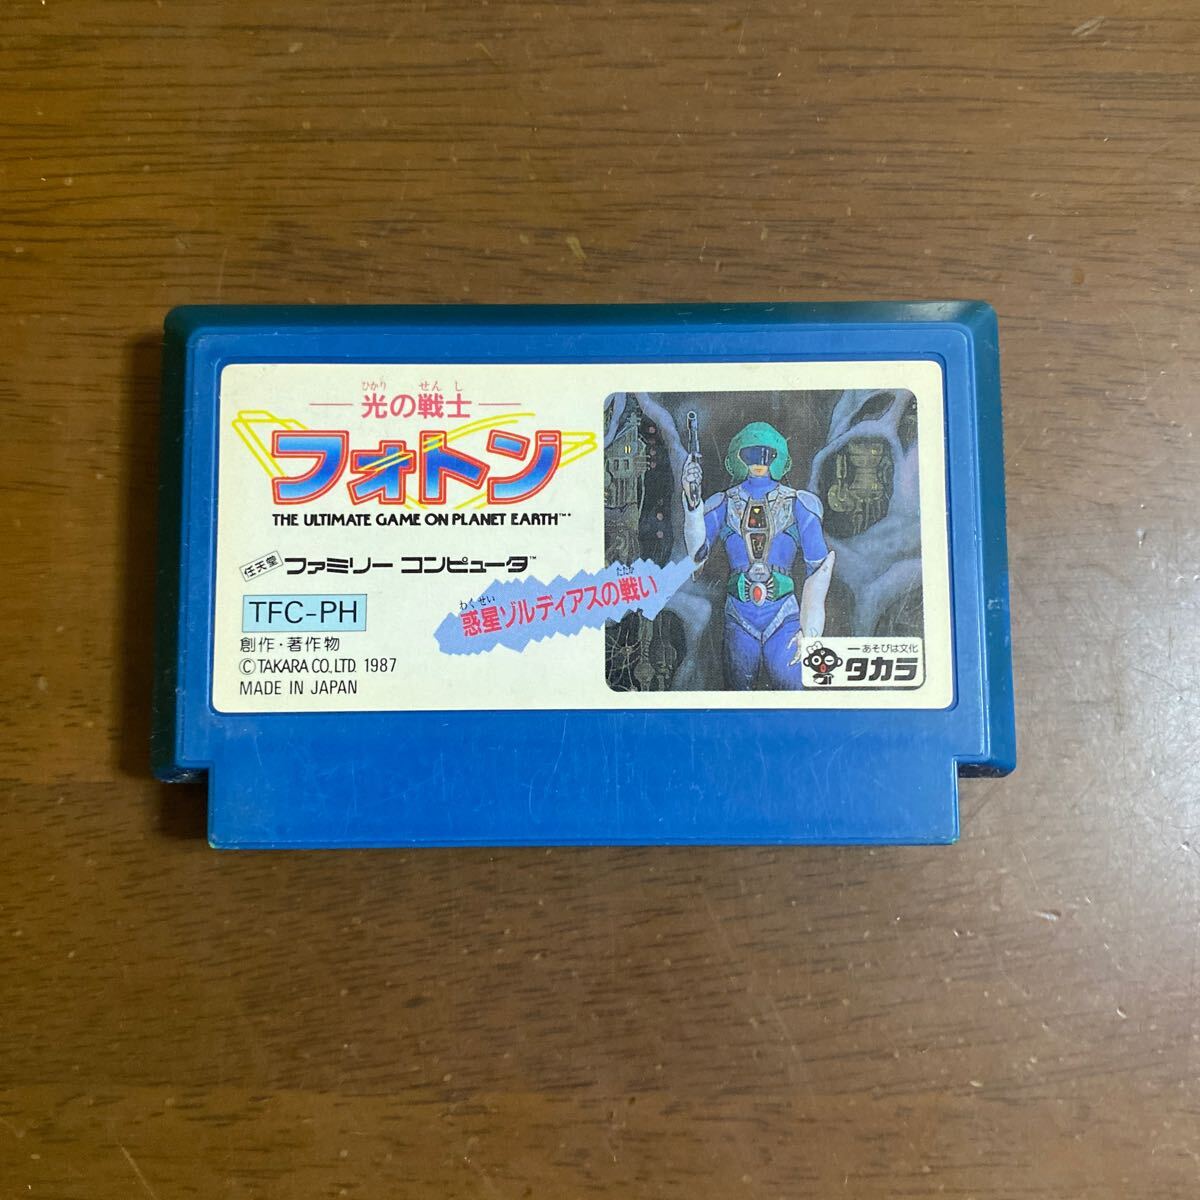 ひかり せんし
光の戦士
フォトン
THE ULTIMATE GAME ON PLANET EARTH™*
任天堂 ファミリー コンピュータ™
わくせい たたか
惑星ゾルディアスの戦い
TFC-PH
創作・著作物
©TAKARA CO., LTD. 1987
MADE IN JAPAN
―あそびは文化
タカラ